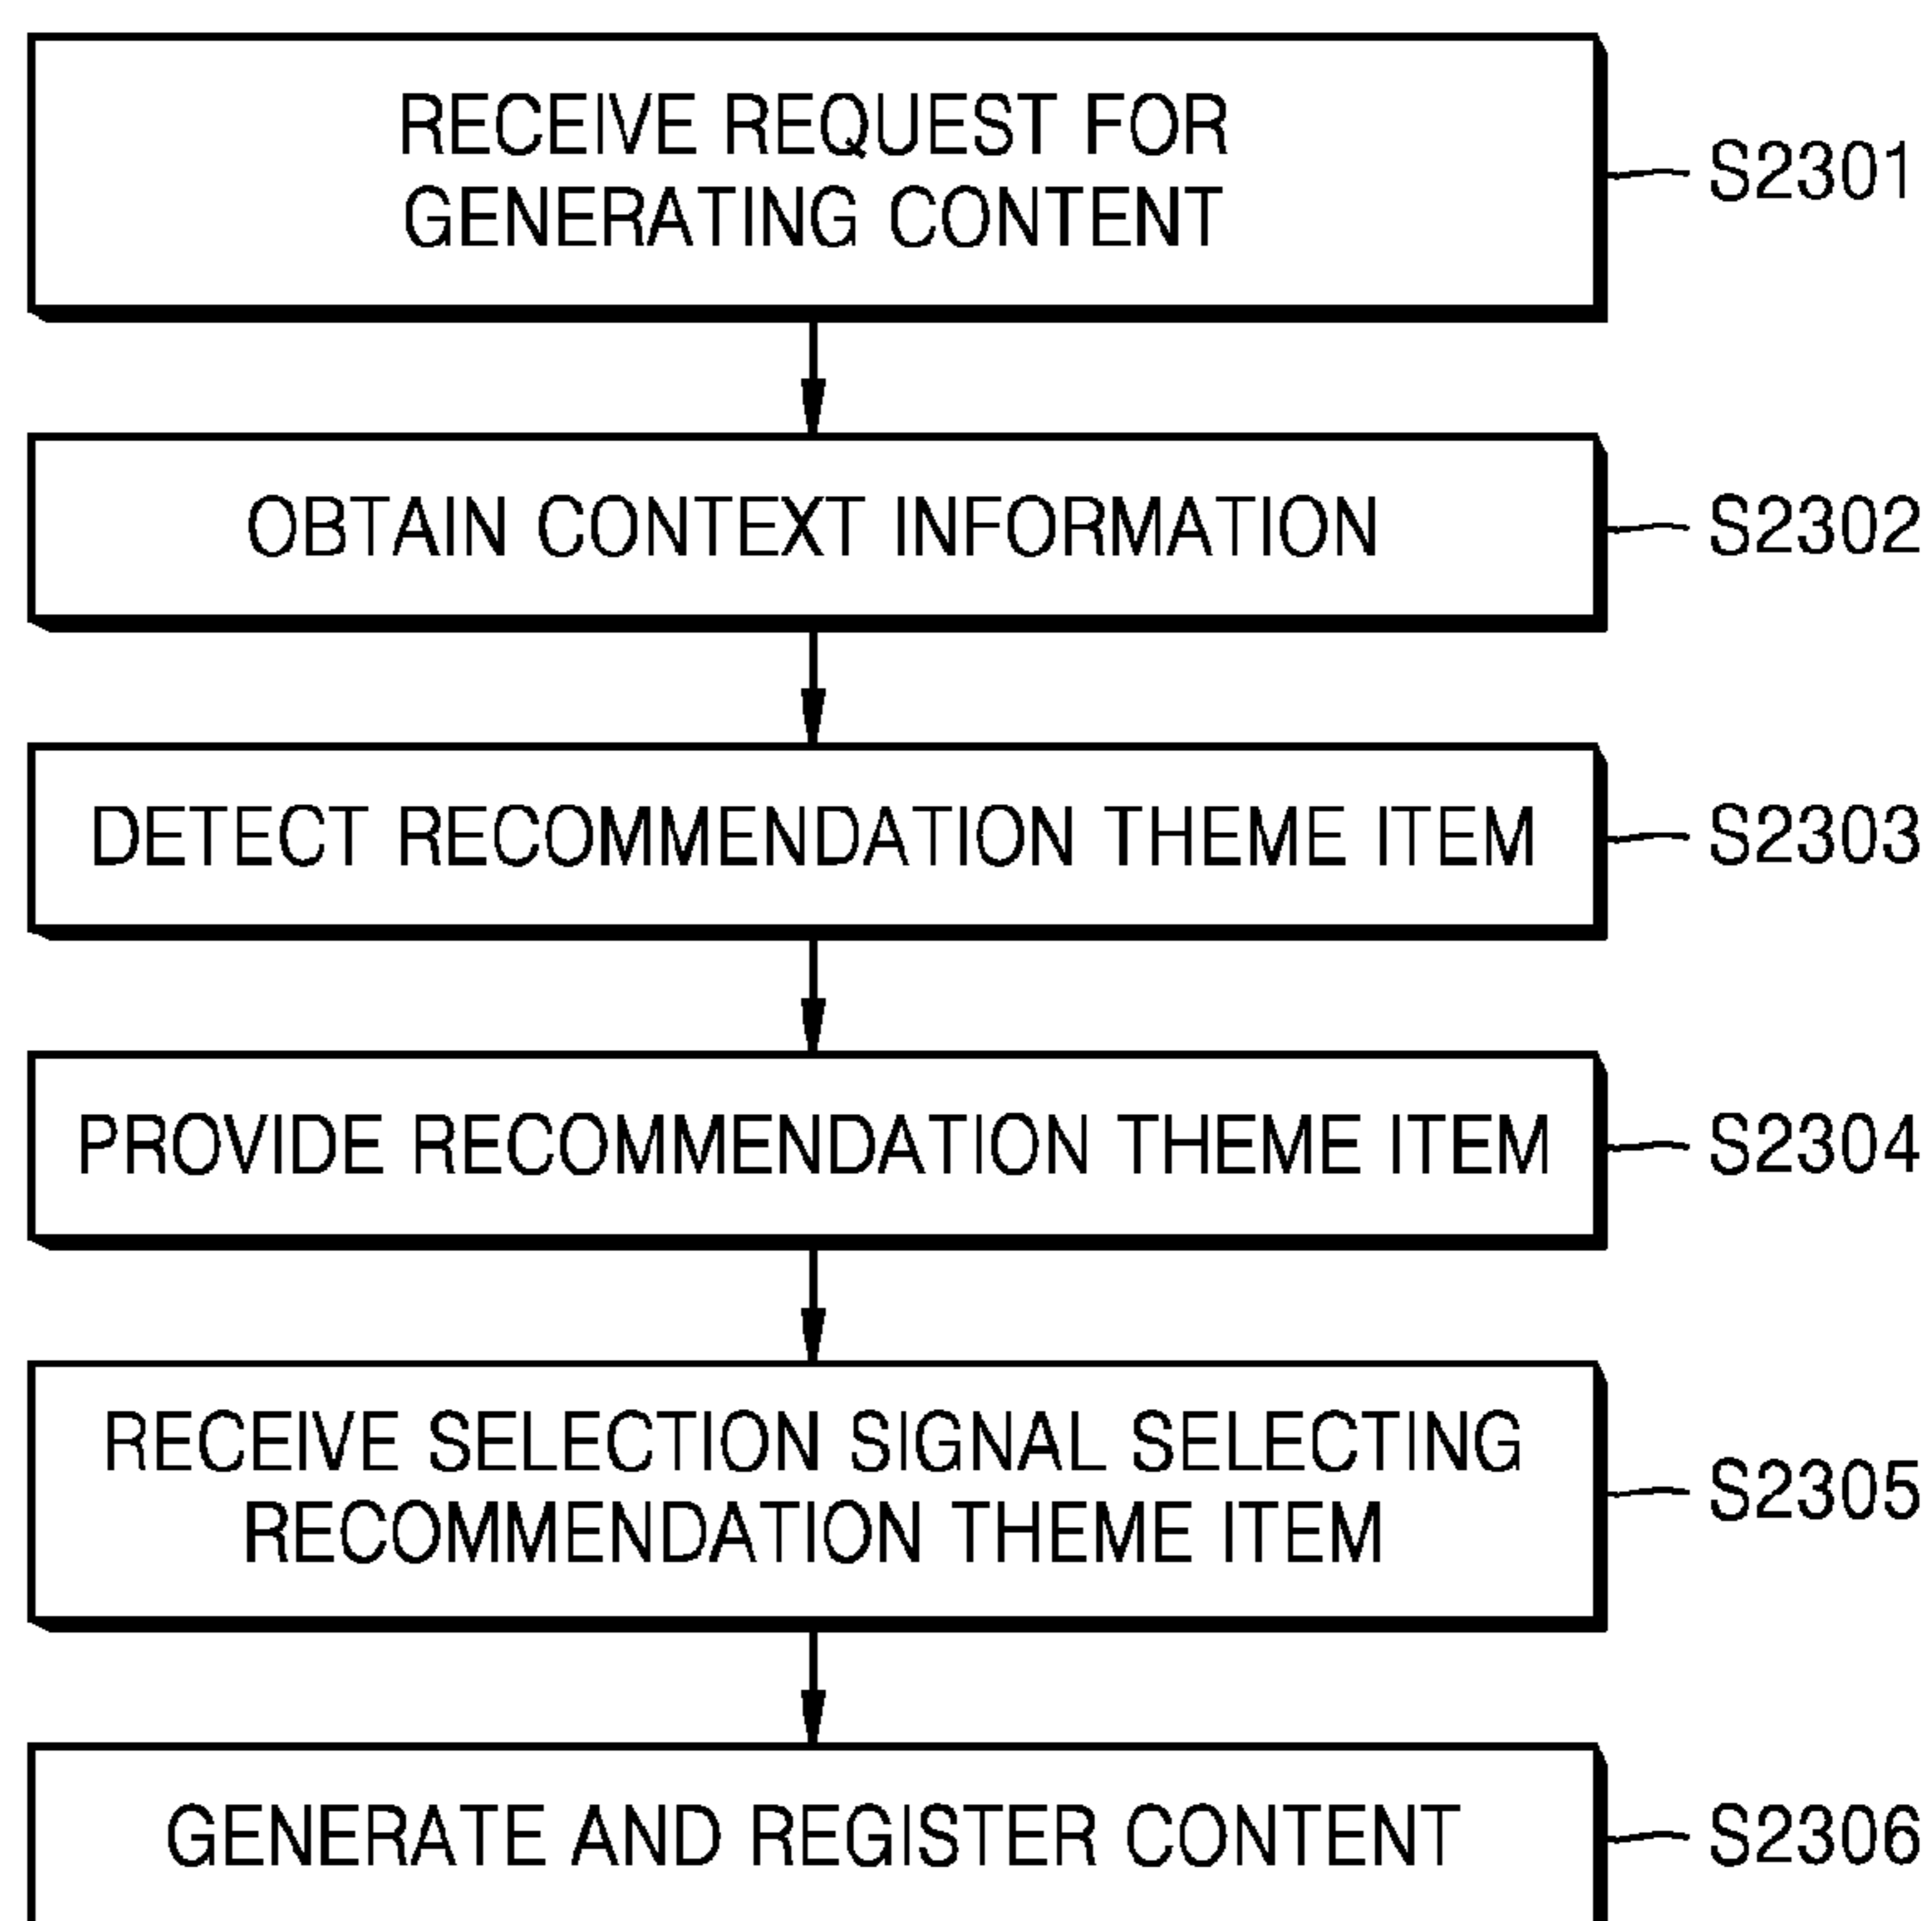 RECEIVE REQUEST FOR
GENERATING CONTENT
S2301
OBTAIN CONTEXT INFORMATION
S2302
DETECT RECOMMENDATION THEME ITEM
S2303
PROVIDE RECOMMENDATION THEME ITEM
S2304
RECEIVE SELECTION SIGNAL SELECTING
RECOMMENDATION THEME ITEM
S2305
GENERATE AND REGISTER CONTENT
S2306